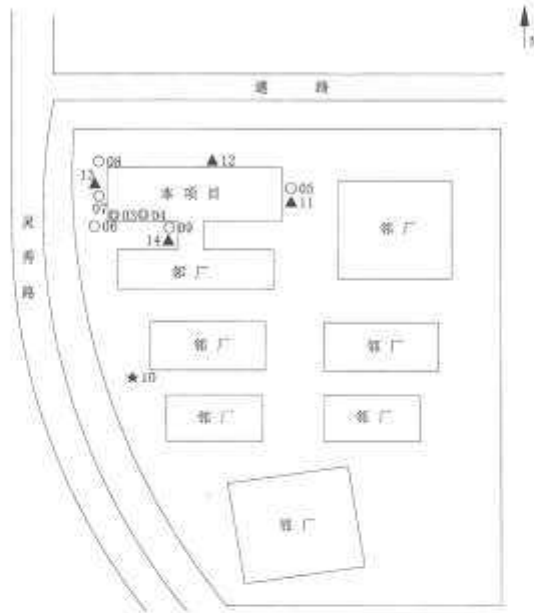 N
道 路
○08
▲12
13▲
本项目
○05
▲11
○
07
◎03◎04
○06
○09
14▲
邻厂
邻厂
灵秀路
邻厂
邻厂
★10
邻厂
邻厂
邻厂